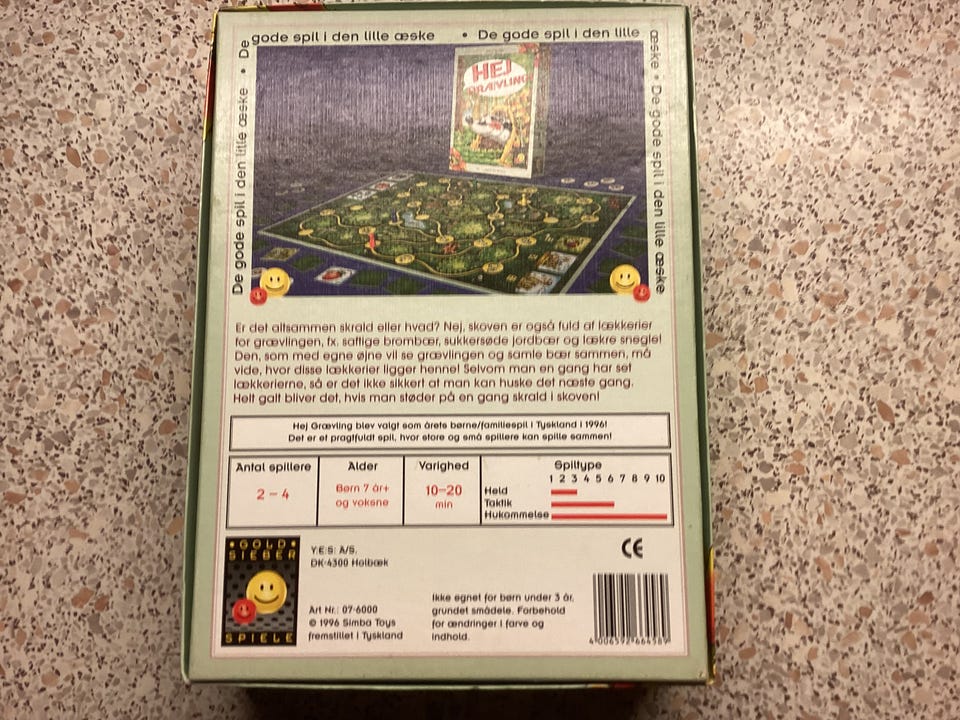 De gode spil i den lille æske • De gode spil i den lille æske • De gode spil i den lille æske
De gode spil i den lille æske •
HEJ
GRÆVLING
Er det altsammen skrald eller hvad? Nej, skoven er også fuld af lækkerier
for grævlingen, fx. saftige brombær, sukkersøde jordbær og lækre snegle!
Den, som med egne øjne vil se grævlingen og samle bær sammen, må
vide, hvor disse lækkerier ligger henne! Selvom man en gang har set
lækkerierne, så er det ikke sikkert at man kan huske det næste gang.
Helt galt bliver det, hvis man støder på en gang skrald i skoven!
Hej Grævling blev valgt som årets børne/familiespil i Tyskland i 1996!
Det er et pragtfuldt spil, hvor store og små spillere kan spille sammen!
Antal spillere
2 – 4
Alder
Børn 7 år+
og voksne
Varighed
10–20
min
Spiltype
1 2 3 4 5 6 7 8 9 10
Held
Taktik
Hukommelse
• GOLD •
SIEBER
SPIELE
Y.E.S. A/S.
DK-4300 Holbæk
Art Nr.: 07-6000
© 1996 Simba Toys
fremstillet i Tyskland
Ikke egnet for børn under 3 år,
grundet smådele. Forbehold
for ændringer i farve og
indhold.
CE
4 006592 664589